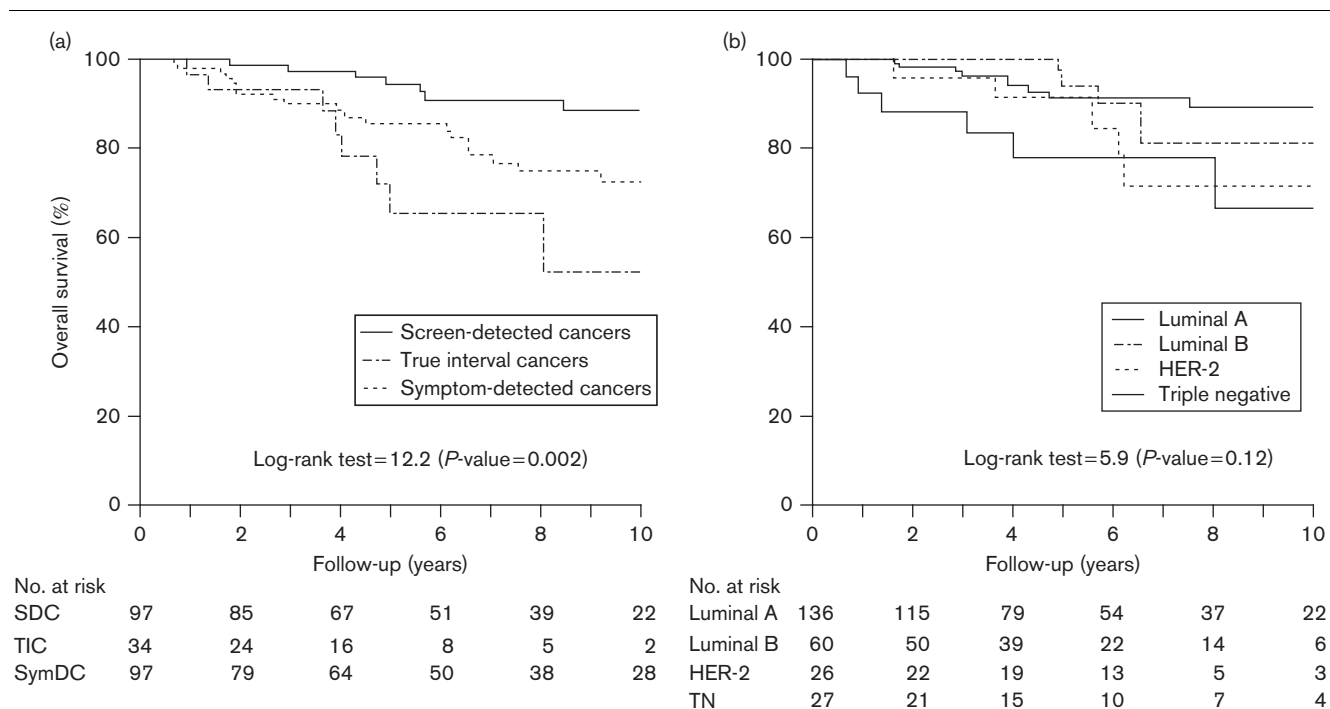 (a)
100
80
60
40
20
0
Overall survival (%)
Screen-detected cancers
True interval cancers
Symptom-detected cancers
Log-rank test=12.2 (P-value=0.002)
0 2 4 6 8 10
Follow-up (years)
No. at risk
SDC 97 85 67 51 39 22
TIC 34 24 16 8 5 2
SymDC 97 79 64 50 38 28
(b)
100
80
60
40
20
0
Luminal A
Luminal B
HER-2
Triple negative
Log-rank test=5.9 (P-value=0.12)
0 2 4 6 8 10
Follow-up (years)
No. at risk
Luminal A 136 115 79 54 37 22
Luminal B 60 50 39 22 14 6
HER-2 26 22 19 13 5 3
TN 27 21 15 10 7 4